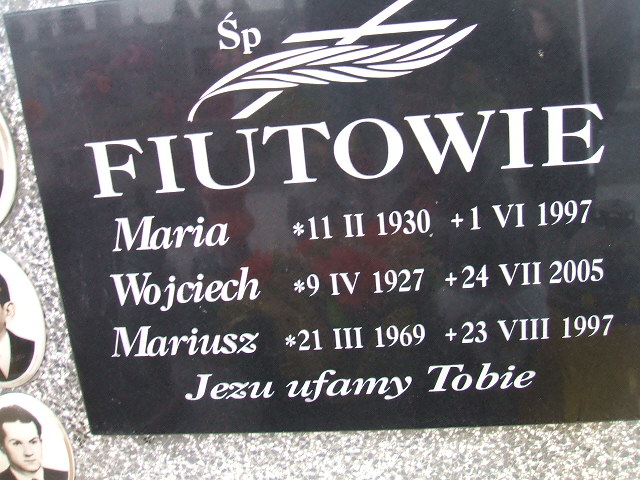 Śp
FIUTOWIE
Maria *11 II 1930 +1 VI 1997
Wojciech *9 IV 1927 +24 VII 2005
Mariusz *21 III 1969 +23 VIII 1997
Jezu ufamy Tobie